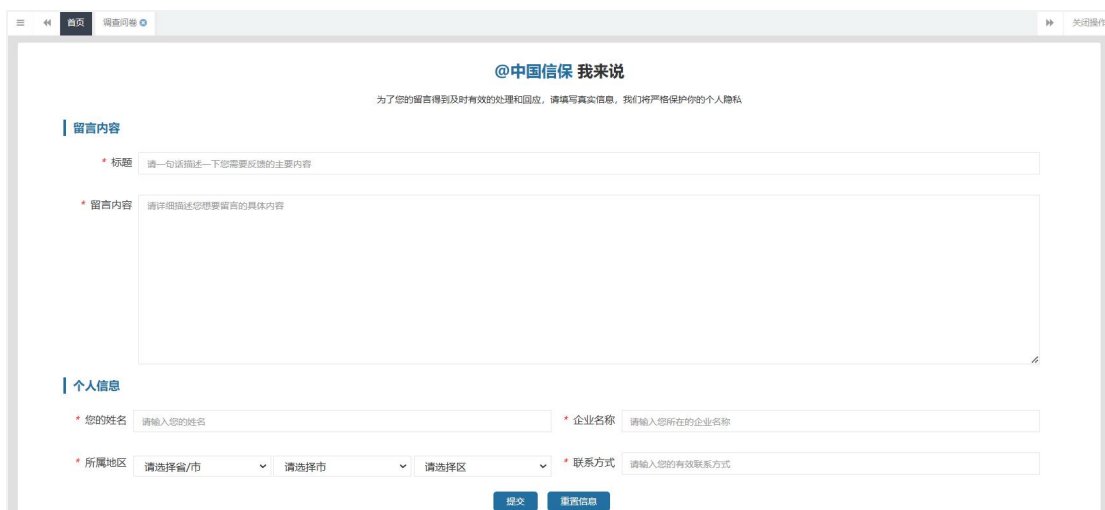 首页 调查问卷 关闭操作
@中国信保 我来说
为了您的留言得到及时有效的处理和回应，请填写真实信息，我们将严格保护你的个人隐私
留言内容
* 标题 请一句话描述一下您需要反馈的主要内容
* 留言内容 请详细描述您想要留言的具体内容
个人信息
* 您的姓名 请输入您的姓名 * 企业名称 请输入您所在的企业名称
* 所属地区 请选择省/市 请选择市 请选择区 * 联系方式 请输入您的有效联系方式
提交 重置信息